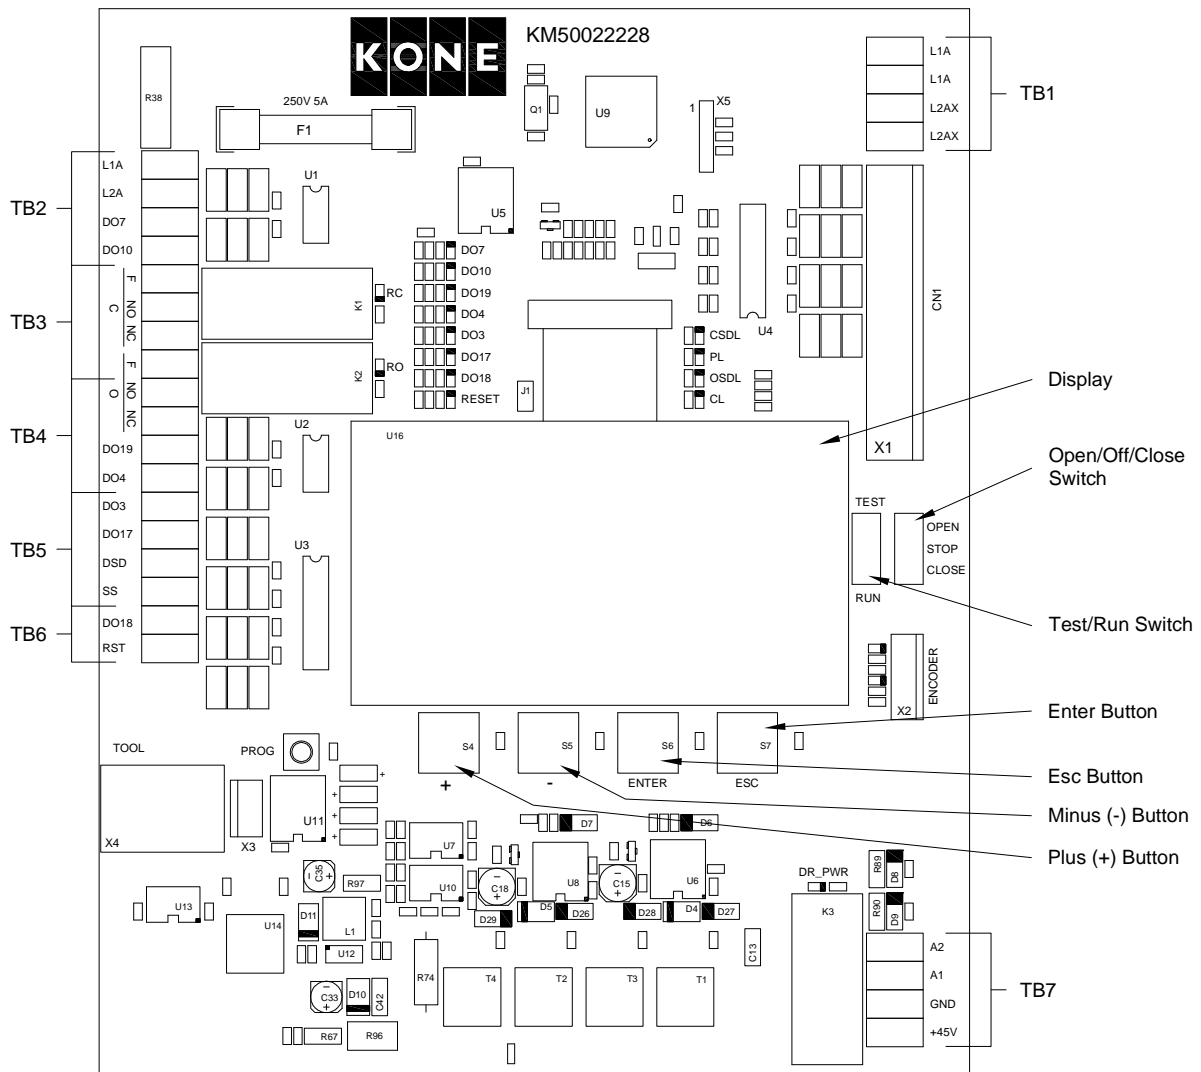 KONE
KM50022228
R38
250V 5A
F1
Q1
U9
1
X5
L1A
L1A
L2AX
L2AX
TB1
TB2
L1A
L2A
DO7
DO10
U1
U5
U4
CN1
X1
TB3
C
F
NO
NC
K1
RC
K2
RO
DO7
DO10
DO19
DO4
DO3
DO17
DO18
RESET
J1
CSDL
PL
OSDL
CL
TB4
O
F
NO
NC
DO19
DO4
U2
U16
Display
Open/Off/Close
Switch
TB5
DO3
DO17
DSD
SS
U3
TEST
RUN
OPEN
STOP
CLOSE
TB6
DO18
RST
Test/Run Switch
ENCODER
X2
Enter Button
Esc Button
Minus (-) Button
Plus (+) Button
TOOL
PROG
S4
S5
S6
S7
+
-
ENTER
ESC
X4
X3
U11
+
+
+
+
D7
D6
U7
U10
C35
R97
C18
U8
C15
U6
DR_PWR
K3
R89
D8
R90
D9
U13
U14
D11
L1
U12
D29
D5
D26
D28
D4
D27
C13
R74
T4
T2
T3
T1
C33
D10
C42
R67
R96
A2
A1
GND
+45V
TB7